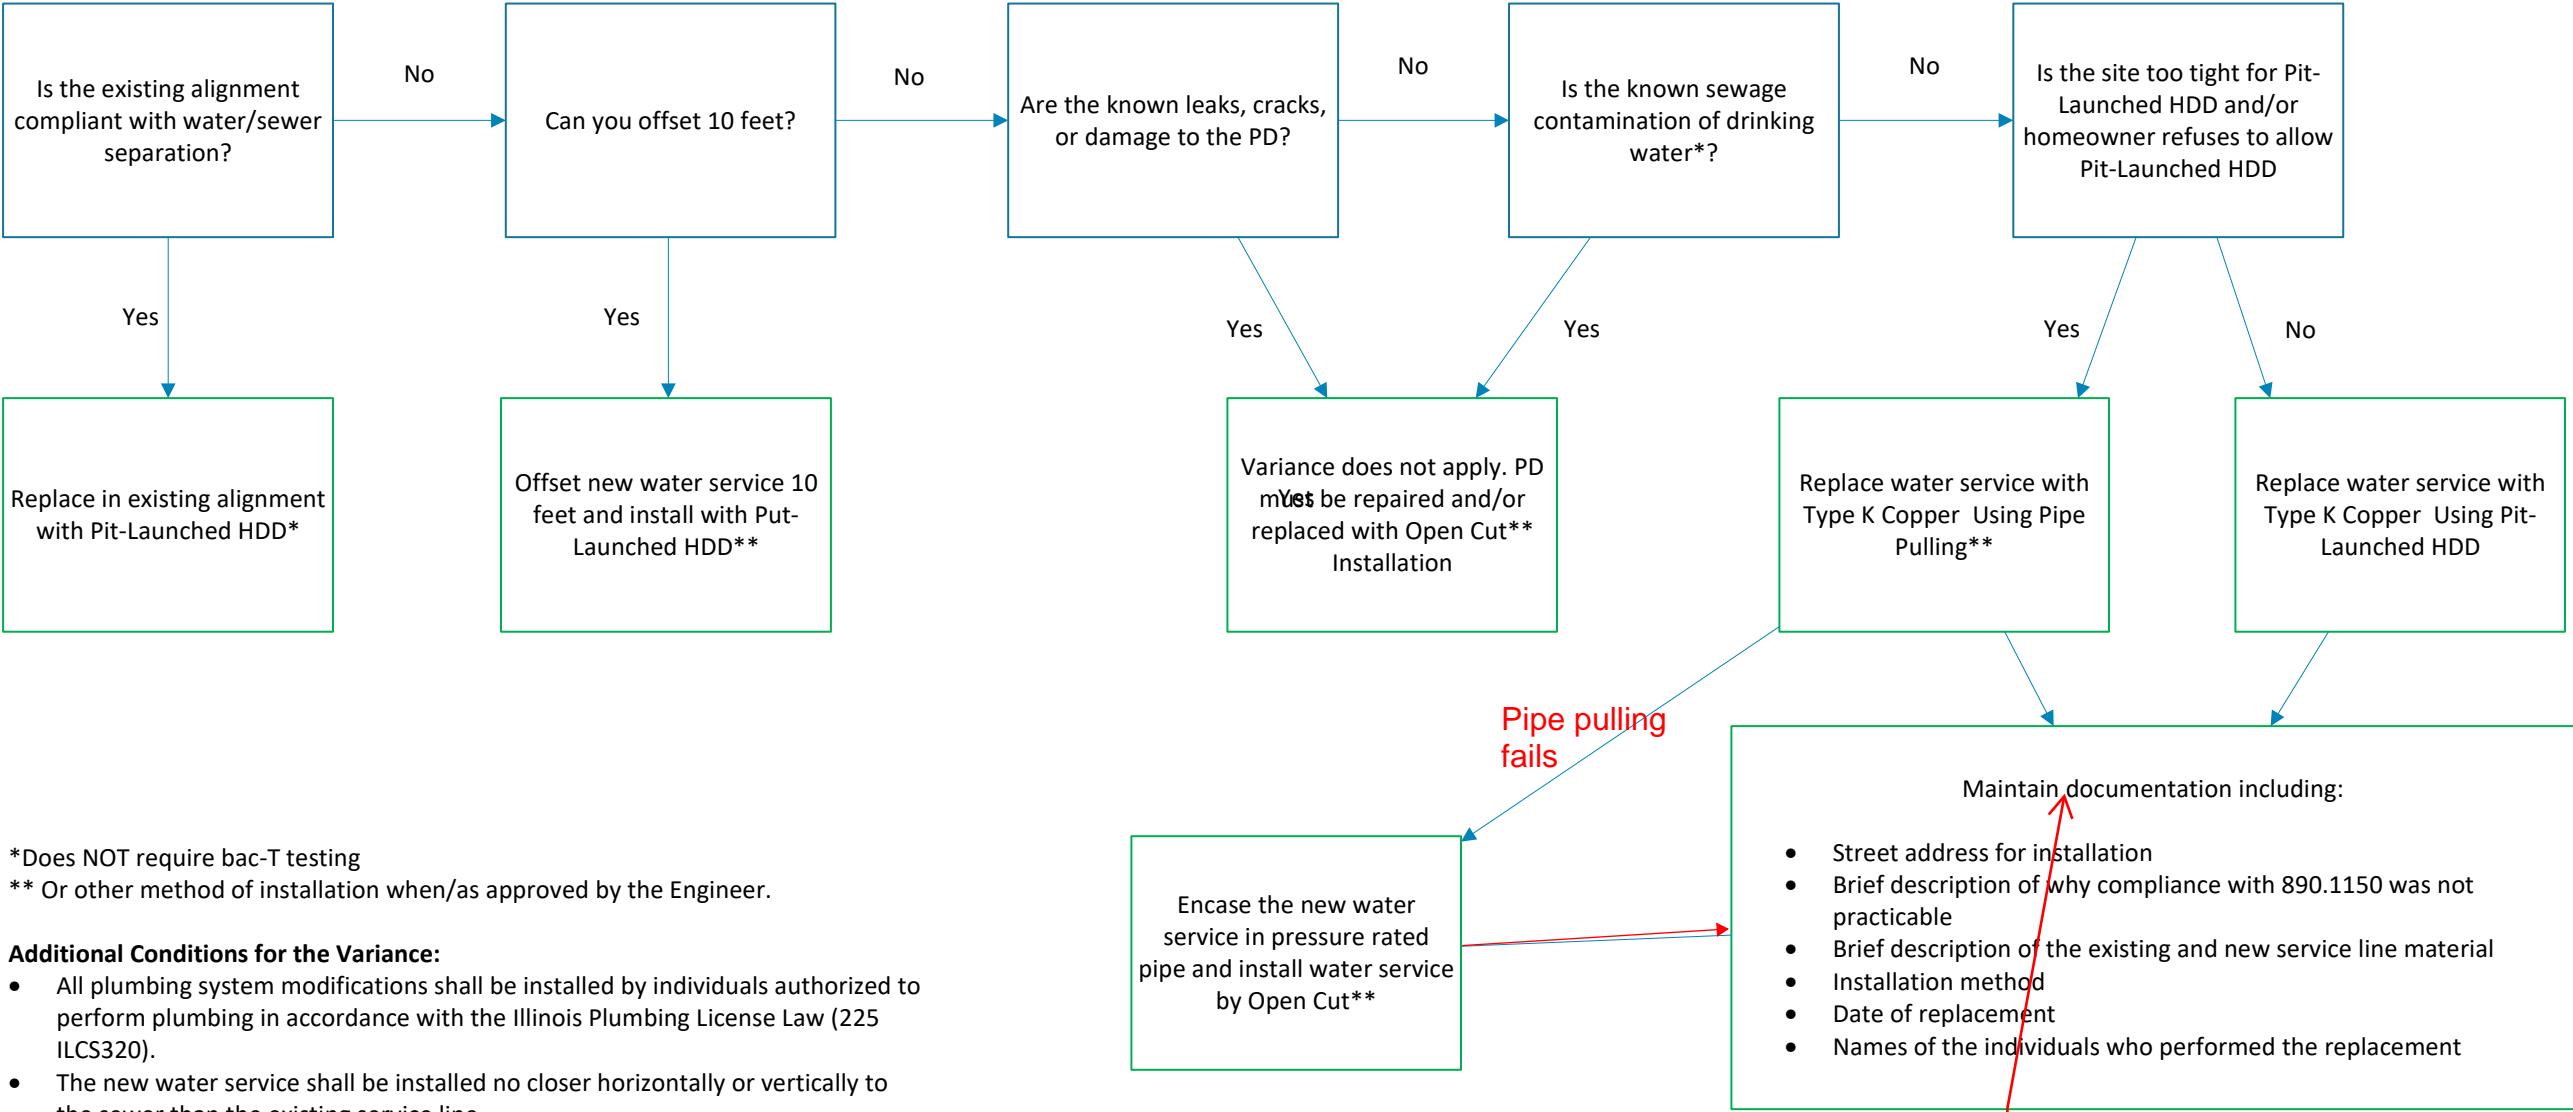 Is the existing alignment
compliant with water/sewer
separation?
No
Can you offset 10 feet?
No
Are the known leaks, cracks,
or damage to the PD?
No
Is the known sewage
contamination of drinking
water*?
No
Is the site too tight for Pit-
Launched HDD and/or
homeowner refuses to allow
Pit-Launched HDD
Yes
Yes
Yes
Yes
Yes
No
Replace in existing alignment
with Pit-Launched HDD*
Offset new water service 10
feet and install with Put-
Launched HDD**
Variance does not apply. PD
must be repaired and/or
replaced with Open Cut**
Installation
Yes
Replace water service with
Type K Copper  Using Pipe
Pulling**
Replace water service with
Type K Copper  Using Pit-
Launched HDD
Pipe pulling
fails
Encase the new water
service in pressure rated
pipe and install water service
by Open Cut**
Maintain documentation including:
• Street address for installation
• Brief description of why compliance with 890.1150 was not
practicable
• Brief description of the existing and new service line material
• Installation method
• Date of replacement
• Names of the individuals who performed the replacement
*Does NOT require bac-T testing
** Or other method of installation when/as approved by the Engineer.
Additional Conditions for the Variance:
• All plumbing system modifications shall be installed by individuals authorized to
perform plumbing in accordance with the Illinois Plumbing License Law (225
ILCS320).
• The new water service shall be installed no closer horizontally or vertically to
the sewer than the existing service line